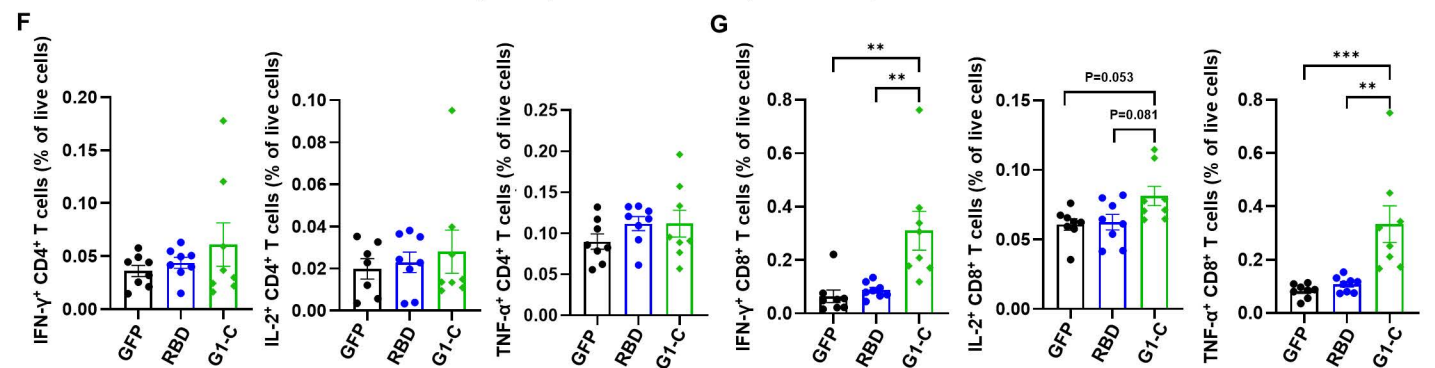 F
IFN-γ⁺ CD4⁺ T cells (% of live cells)
0.20
0.15
0.10
0.05
0.00
GFP
RBD
G1-C
IL-2⁺ CD4⁺ T cells (% of live cells)
0.10
0.08
0.06
0.04
0.02
0.00
GFP
RBD
G1-C
TNF-α⁺ CD4⁺ T cells (% of live cells)
0.25
0.20
0.15
0.10
0.05
0.00
GFP
RBD
G1-C
G
IFN-γ⁺ CD8⁺ T cells (% of live cells)
**
**
0.8
0.6
0.4
0.2
0.0
GFP
RBD
G1-C
IL-2⁺ CD8⁺ T cells (% of live cells)
P=0.053
P=0.081
0.15
0.10
0.05
0.00
GFP
RBD
G1-C
TNF-α⁺ CD8⁺ T cells (% of live cells)
***
**
0.8
0.6
0.4
0.2
0.0
GFP
RBD
G1-C